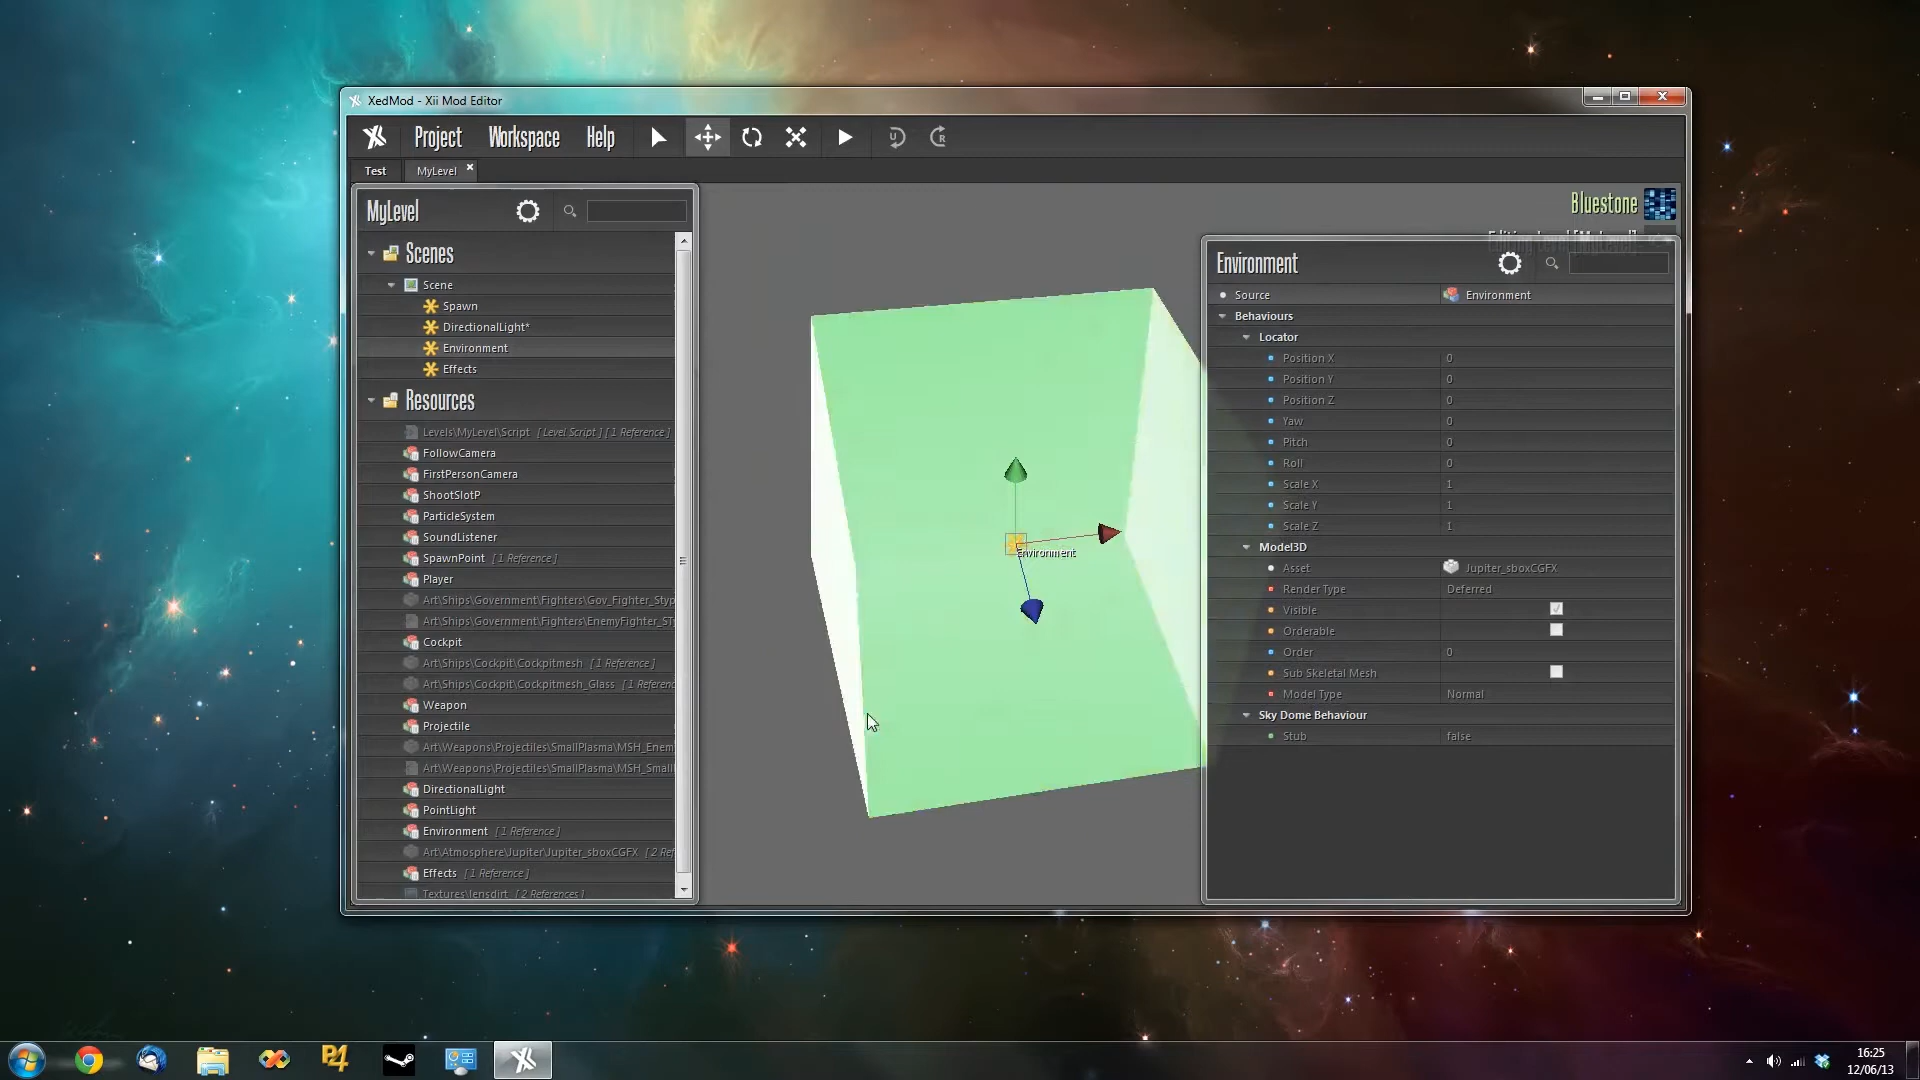 XedMod - Xii Mod Editor
Project Workspace Help
Test MyLevel
Bluestone
MyLevel
Scenes
Scene
Spawn
DirectionalLight*
Environment
Effects
Resources
Levels\MyLevel\Script [ Level Script ] [ 1 Reference ]
FollowCamera
FirstPersonCamera
ShootSlotP
ParticleSystem
SoundListener
SpawnPoint [ 1 Reference ]
Player
Art\Ships\Government\Fighters\Gov_Fighter_Styp
Art\Ships\Government\Fighters\EnemyFighter_STy
Cockpit
Art\Ships\Cockpit\Cockpitmesh [ 1 Reference ]
Art\Ships\Cockpit\Cockpitmesh_Glass [ 1 Referenc
Weapon
Projectile
Art\Weapons\Projectiles\SmallPlasma\MSH_Enem
Art\Weapons\Projectiles\SmallPlasma\MSH_Small
DirectionalLight
PointLight
Environment [ 1 Reference ]
Art\Atmosphere\Jupiter\Jupiter_sboxCGFX [ 2 Ref
Effects [ 1 Reference ]
Textures\lensdirt [ 2 References ]
Environment
Environment
Source Environment
Behaviours
Locator
Position X 0
Position Y 0
Position Z 0
Yaw 0
Pitch 0
Roll 0
Scale X 1
Scale Y 1
Scale Z 1
Model3D
Asset Jupiter_sboxCGFX
Render Type Deferred
Visible
Orderable
Order 0
Sub Skeletal Mesh
Model Type Normal
Sky Dome Behaviour
Stub false
P4
16:25
12/06/13